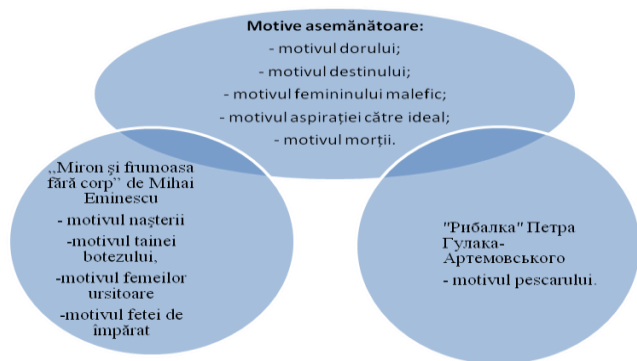 Motive asemănătoare:
- motivul dorului;
- motivul destinului;
- motivul femininului malefic;
- motivul aspirației către ideal;
- motivul morții.
„Miron și frumoasa
fără corp” de Mihai
Eminescu
- motivul nașterii
-motivul tainei
botezului,
-motivul femeilor
ursitoare
-motivul fetei de
împărat
"Рибалка" Петра
Гулака-
Артемовського
- motivul pescarului.